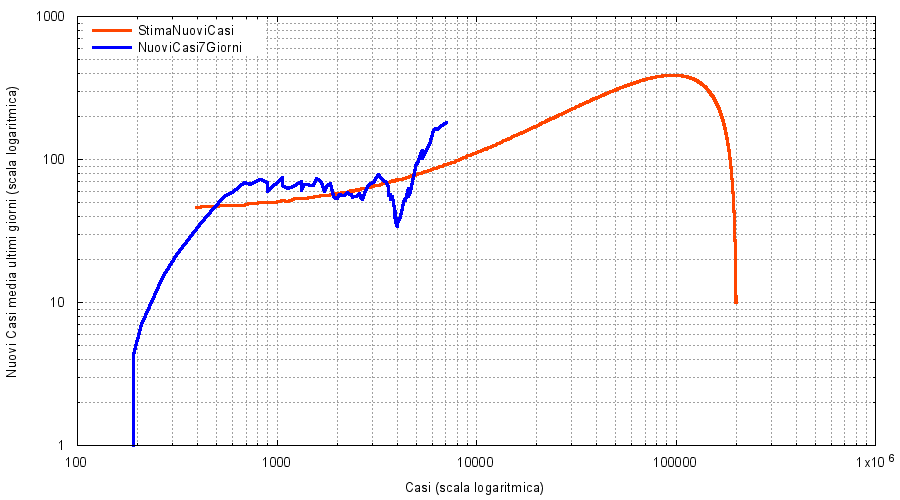 1000
100
10
1
StimaNuoviCasi
NuoviCasi7Giorni
Nuovi Casi media ultimi giorni (scala logaritmica)
100
1000
10000
100000
1x10 6
Casi (scala logaritmica)